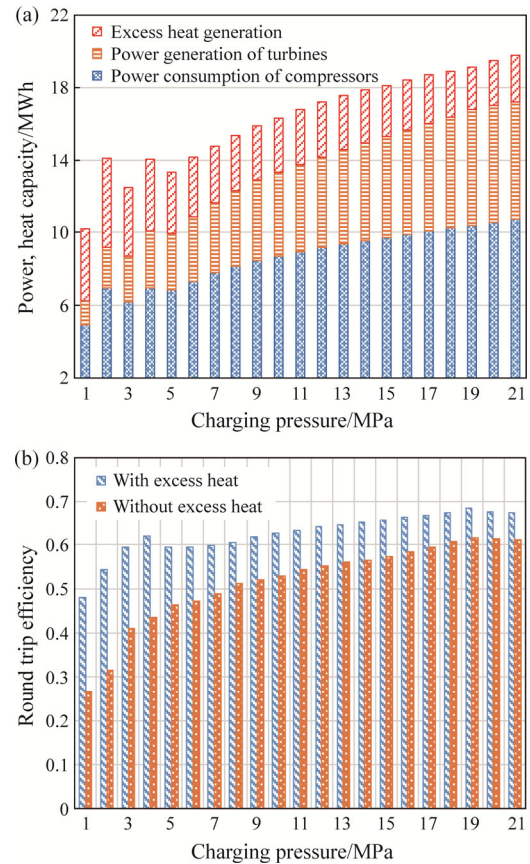 (a)
22
18
14
10
6
2
Power, heat capacity/MWh
Excess heat generation
Power generation of turbines
Power consumption of compressors
1 3 5 7 9 11 13 15 17 19 21
Charging pressure/MPa
(b)
0.8
0.7
0.6
0.5
0.4
0.3
0.2
0.1
0
Round trip efficiency
With excess heat
Without excess heat
1 3 5 7 9 11 13 15 17 19 21
Charging pressure/MPa